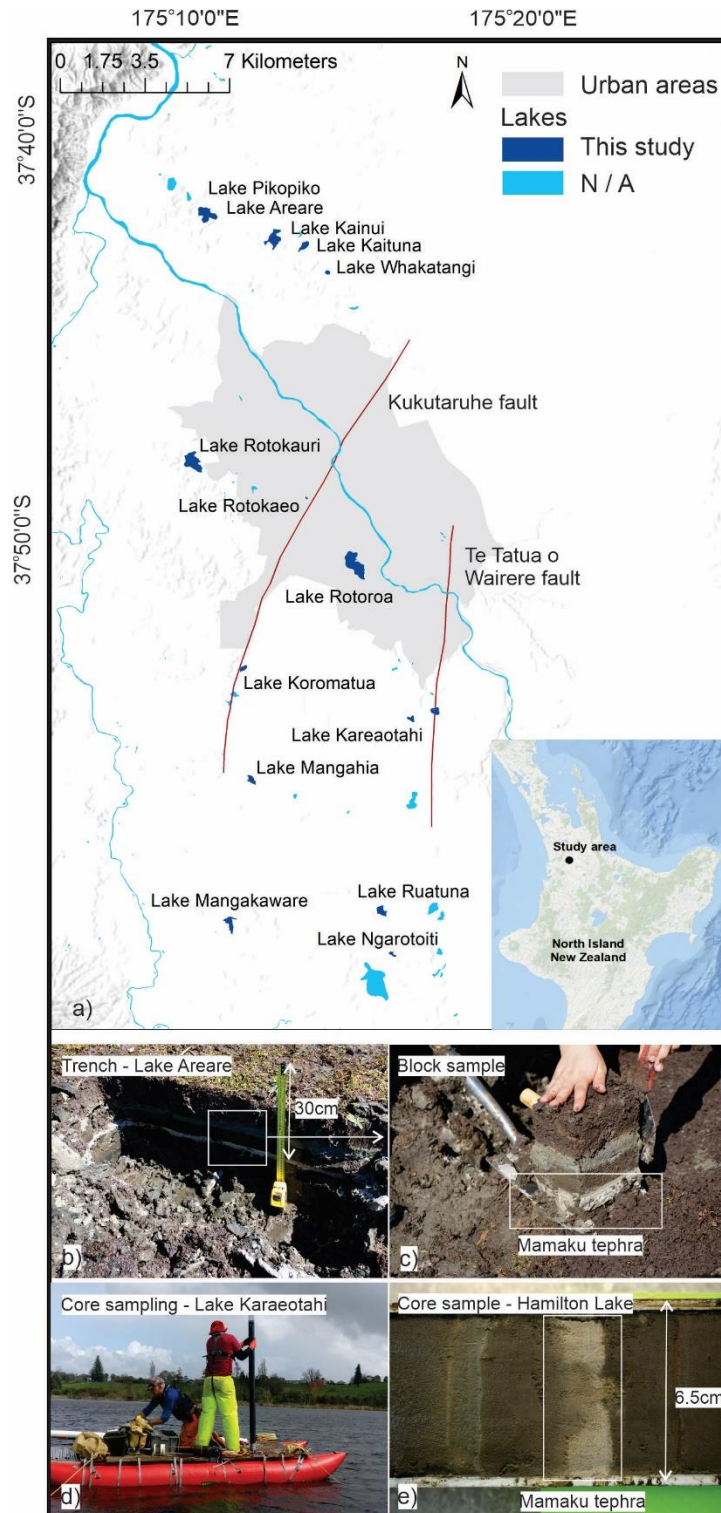 175°10'0"E
175°20'0"E
0 1.75 3.5 7 Kilometers
N
Urban areas
Lakes
This study
N / A
37°40'0"S
Lake Pikopiko
Lake Areare
Lake Kainui
Lake Kaituna
Lake Whakatangi
Kukutaruhe fault
Lake Rotokauri
Lake Rotokaeo
37°50'0"S
Te Tatua o
Wairere fault
Lake Rotoroa
Lake Koromatua
Lake Kareaotahi
Lake Mangahia
Study area
Lake Mangakaware
Lake Ruatuna
Lake Ngarotoiti
North Island
New Zealand
a)
Trench - Lake Areare
30cm
b)
Block sample
Mamaku tephra
c)
Core sampling - Lake Karaeotahi
d)
Core sample - Hamilton Lake
6.5cm
Mamaku tephra
e)